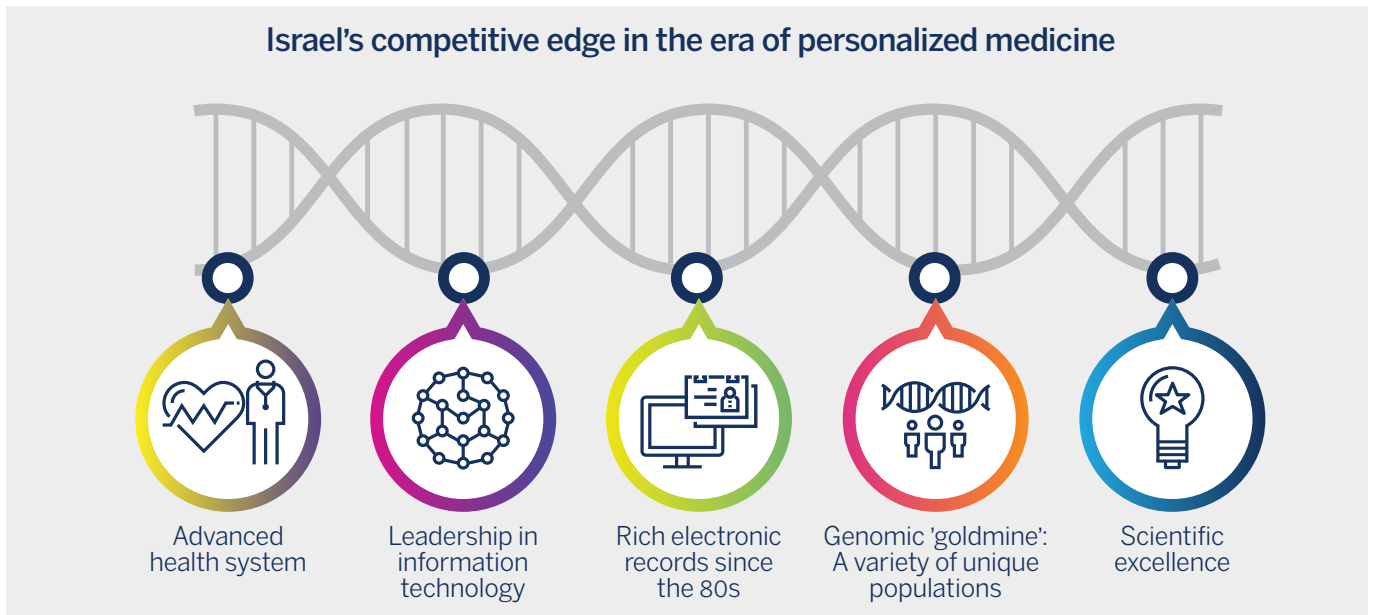 Israel's competitive edge in the era of personalized medicine
Advanced
health system
Leadership in
information
technology
Rich electronic
records since
the 80s
Genomic 'goldmine':
A variety of unique
populations
Scientific
excellence